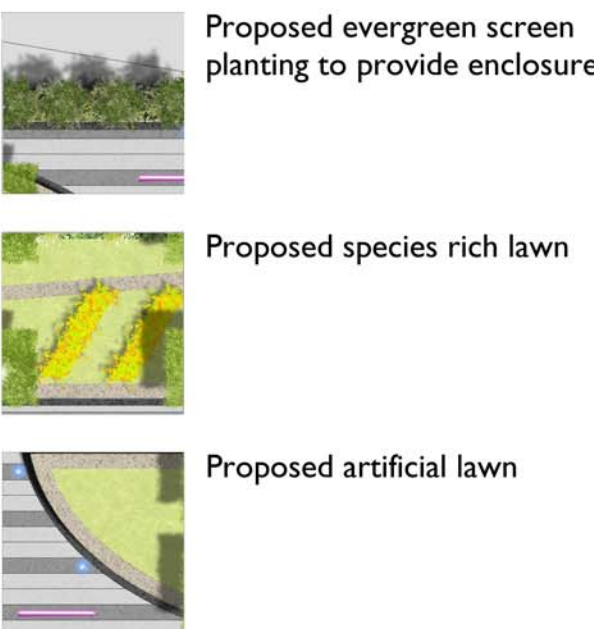 Proposed evergreen screen
planting to provide enclosure
Proposed species rich lawn
Proposed artificial lawn